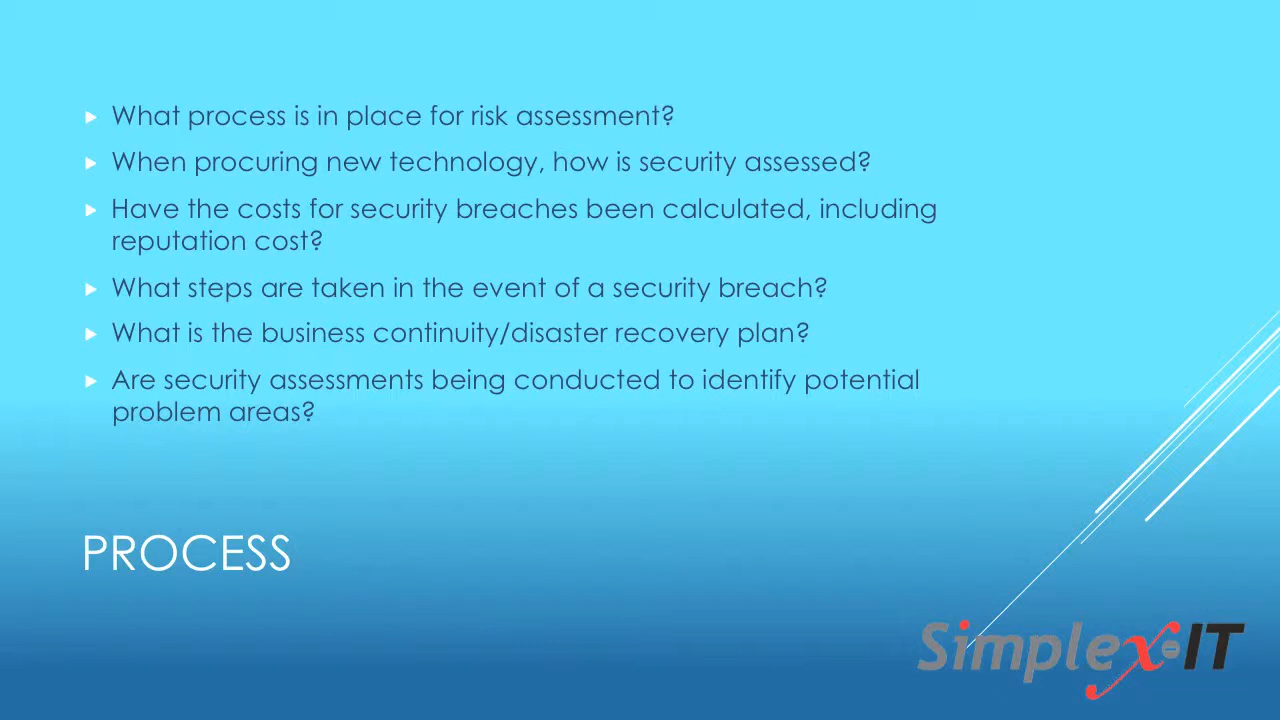 What process is in place for risk assessment?
When procuring new technology, how is security assessed?
Have the costs for security breaches been calculated, including
reputation cost?
What steps are taken in the event of a security breach?
What is the business continuity/disaster recovery plan?
Are security assessments being conducted to identify potential
problem areas?
PROCESS
Simplex-IT